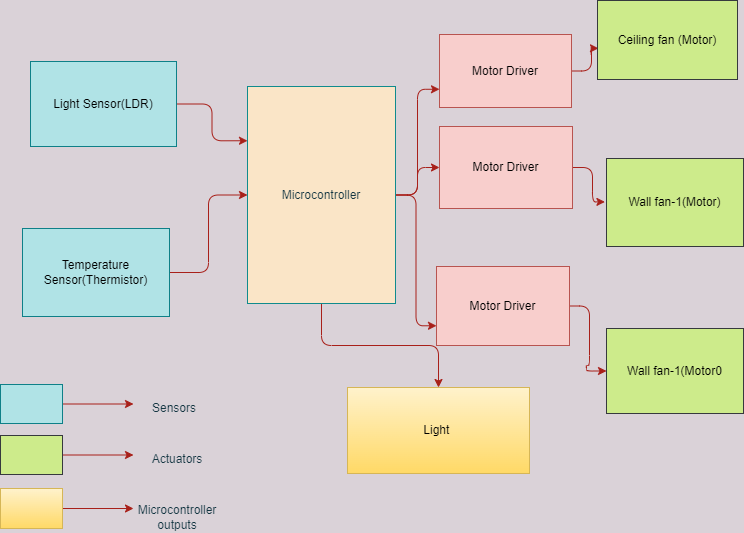 Ceiling fan (Motor)
Motor Driver
Light Sensor(LDR)
Motor Driver
Microcontroller
Wall fan-1(Motor)
Temperature
Sensor(Thermistor)
Motor Driver
Wall fan-1(Motor0
Light
Sensors
Actuators
Microcontroller
outputs